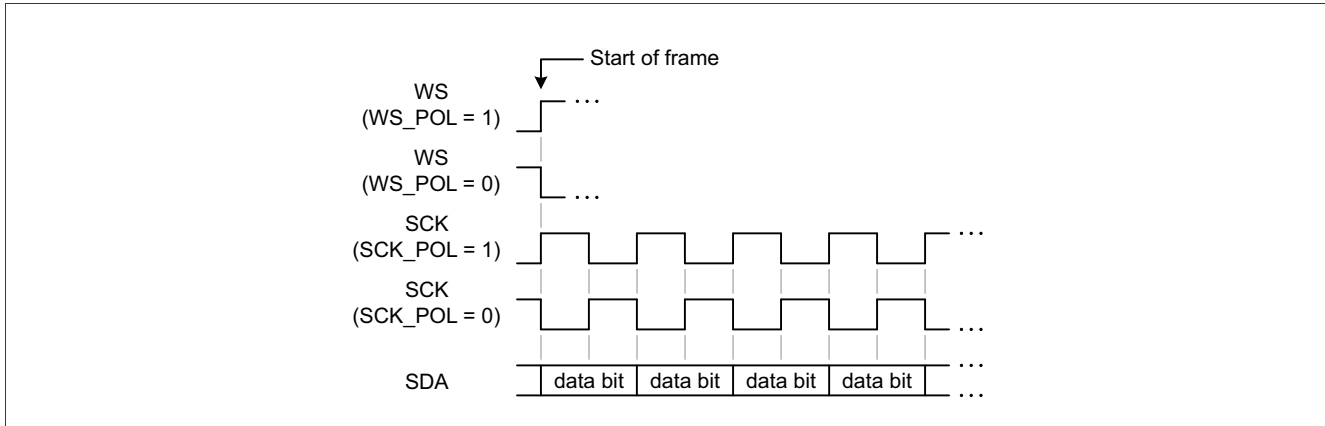 Start of frame
WS
(WS_POL = 1)
...
WS
(WS_POL = 0)
...
SCK
(SCK_POL = 1)
...
SCK
(SCK_POL = 0)
...
...
SDA
data bit data bit data bit data bit
...